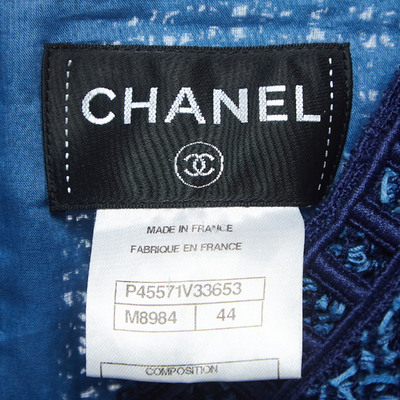 CHANEL
MADE IN FRANCE
FABRIQUE EN FRANCE
P45571V33653
M8984 44
COMPOSITION